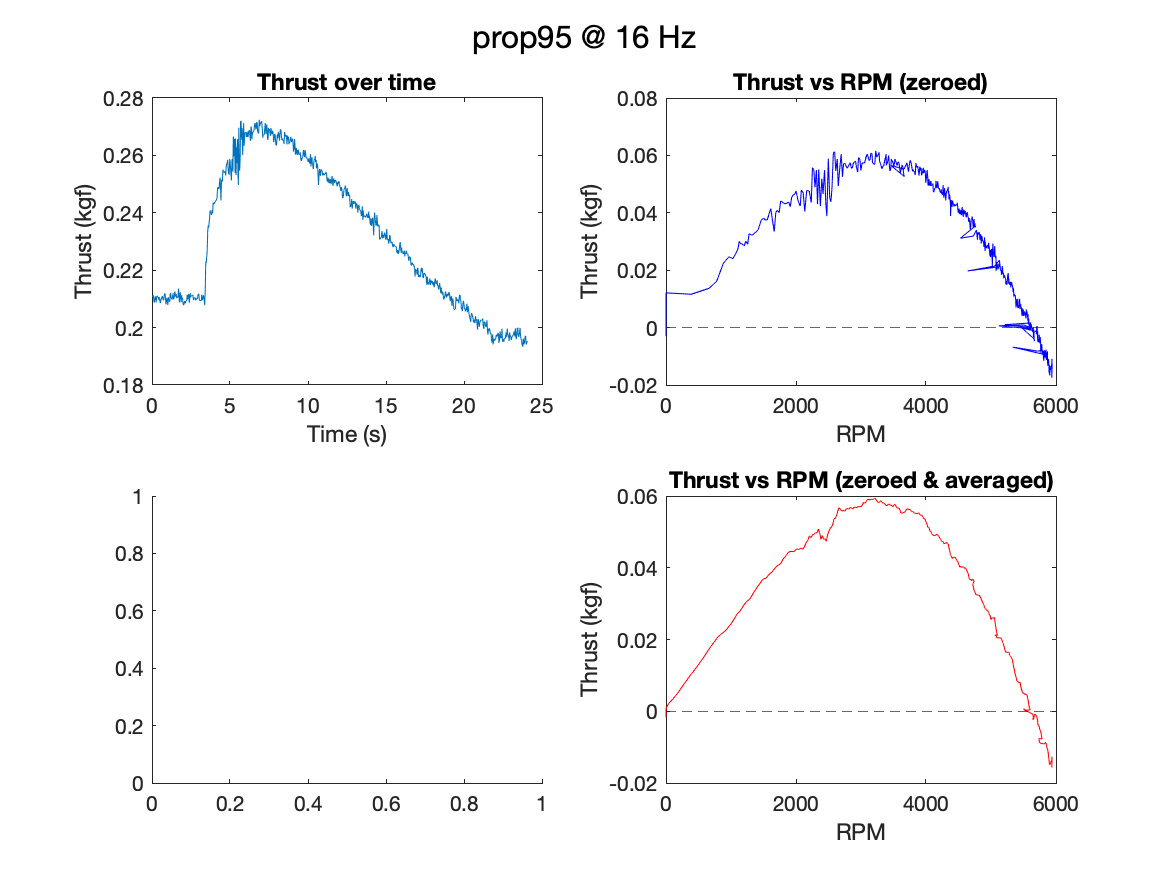 prop95 @ 16 Hz
Thrust over time
0.28
0.26
0.24
0.22
0.2
0.18
Thrust (kgf)
0 5 10 15 20 25
Time (s)
Thrust vs RPM (zeroed)
0.08
0.06
0.04
0.02
0
-0.02
Thrust (kgf)
0 2000 4000 6000
RPM
1
0.8
0.6
0.4
0.2
0
0 0.2 0.4 0.6 0.8 1
Thrust vs RPM (zeroed & averaged)
0.06
0.04
0.02
0
-0.02
Thrust (kgf)
0 2000 4000 6000
RPM